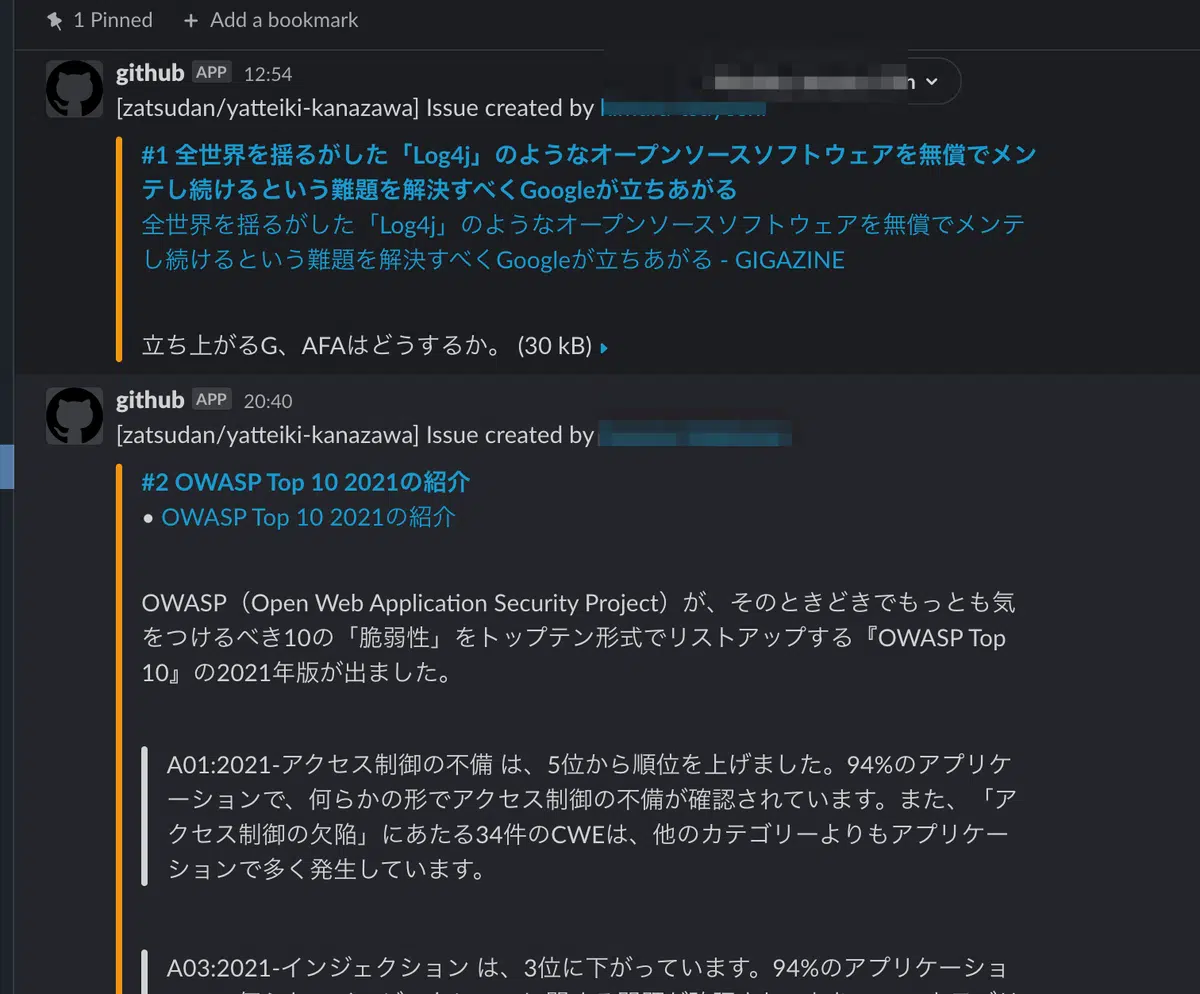 1 Pinned + Add a bookmark
github APP 12:54
[zatsudan/yatteiki-kanazawa] Issue created by
#1 全世界を揺るがした「Log4j」のようなオープンソースソフトウェアを無償でメン
テし続けるという難題を解決すべくGoogleが立ちあがる
全世界を揺るがした「Log4j」のようなオープンソースソフトウェアを無償でメンテ
し続けるという難題を解決すべくGoogleが立ちあがる - GIGAZINE
立ち上がるG、AFAはどうするか。 (30 kB)
github APP 20:40
[zatsudan/yatteiki-kanazawa] Issue created by
#2 OWASP Top 10 2021の紹介
• OWASP Top 10 2021の紹介
OWASP（Open Web Application Security Project）が、そのときどきでもっとも気
をつけるべき10の「脆弱性」をトップテン形式でリストアップする『OWASP Top
10』の2021年版が出ました。
A01:2021-アクセス制御の不備 は、5位から順位を上げました。94%のアプリケ
ーションで、何らかの形でアクセス制御の不備が確認されています。また、「ア
クセス制御の欠陥」にあたる34件のCWEは、他のカテゴリーよりもアプリケー
ションで多く発生しています。
A03:2021-インジェクション は、3位に下がっています。94%のアプリケーショ